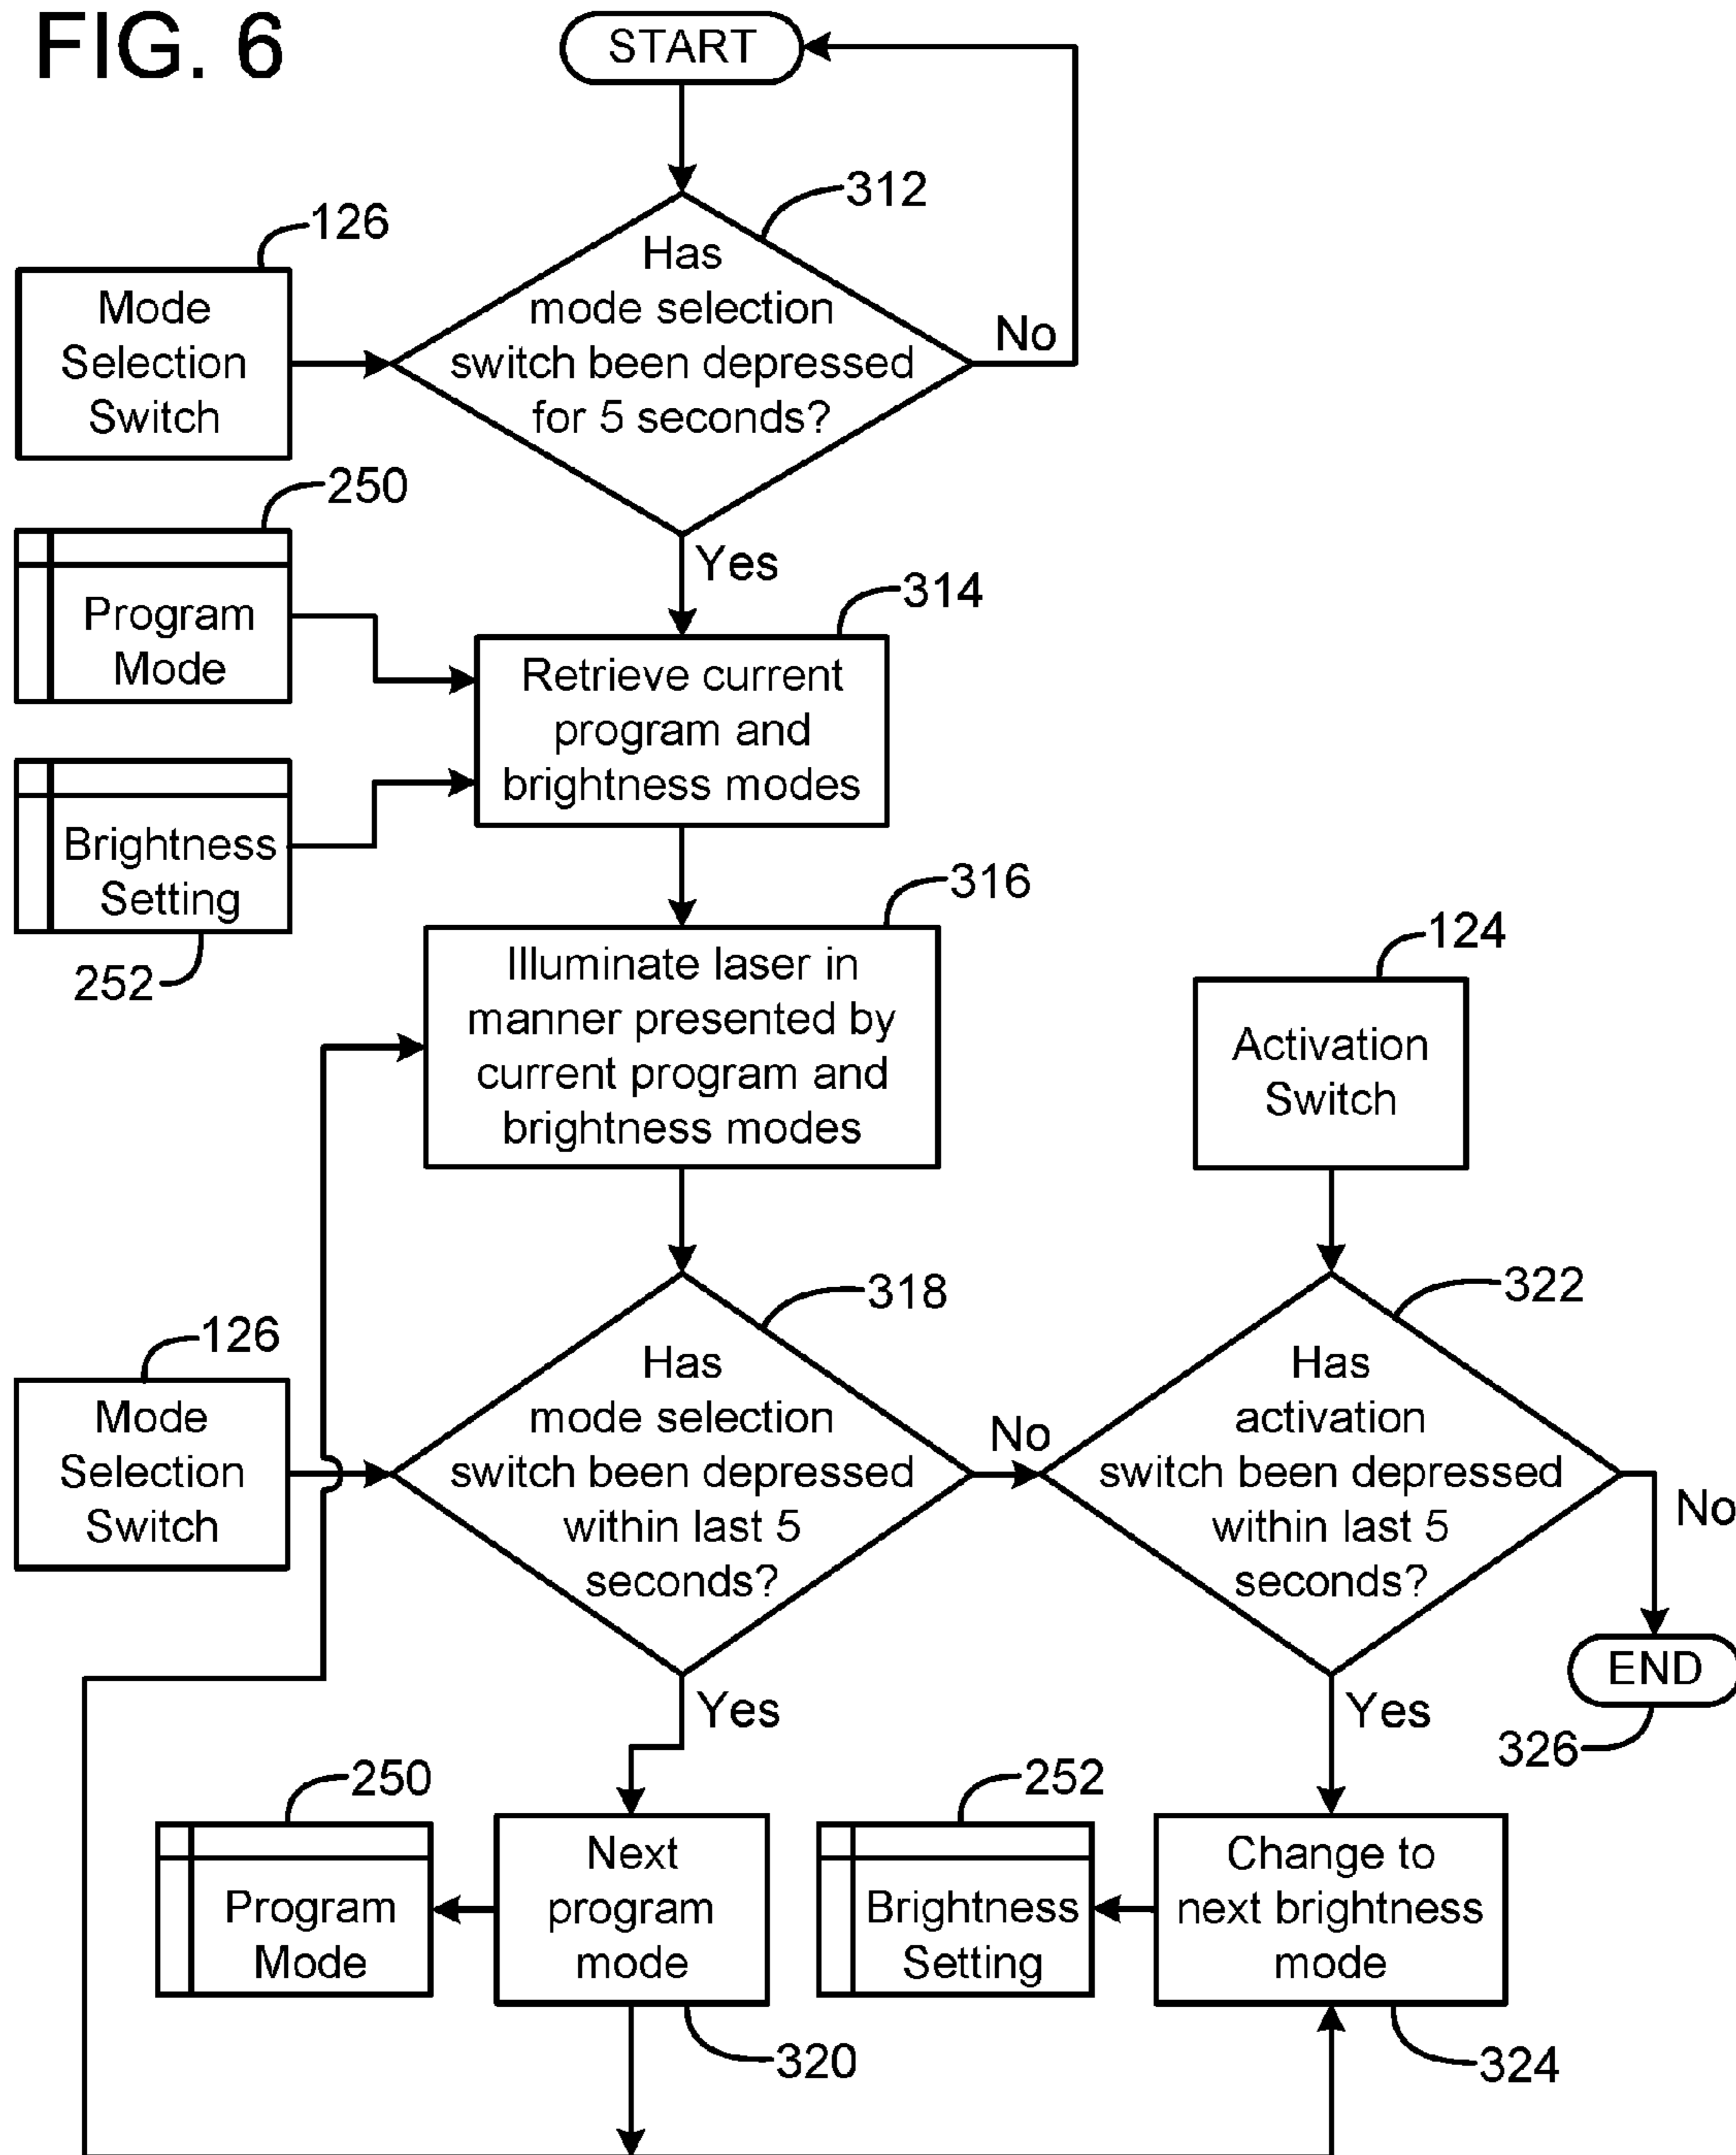 FIG. 6
START
312
126
Has
mode selection
switch been depressed
for 5 seconds?
No
Mode
Selection
Switch
Yes
250
Program
Mode
314
Retrieve current
program and
brightness modes
Brightness
Setting
252
316
Illuminate laser in
manner presented by
current program and
brightness modes
124
Activation
Switch
318
322
126
Mode
Selection
Switch
Has
mode selection
switch been depressed
within last 5
seconds?
No
Has
activation
switch been depressed
within last 5
seconds?
No
END
326
Yes
Yes
250
Program
Mode
Next
program
mode
320
252
Brightness
Setting
Change to
next brightness
mode
324